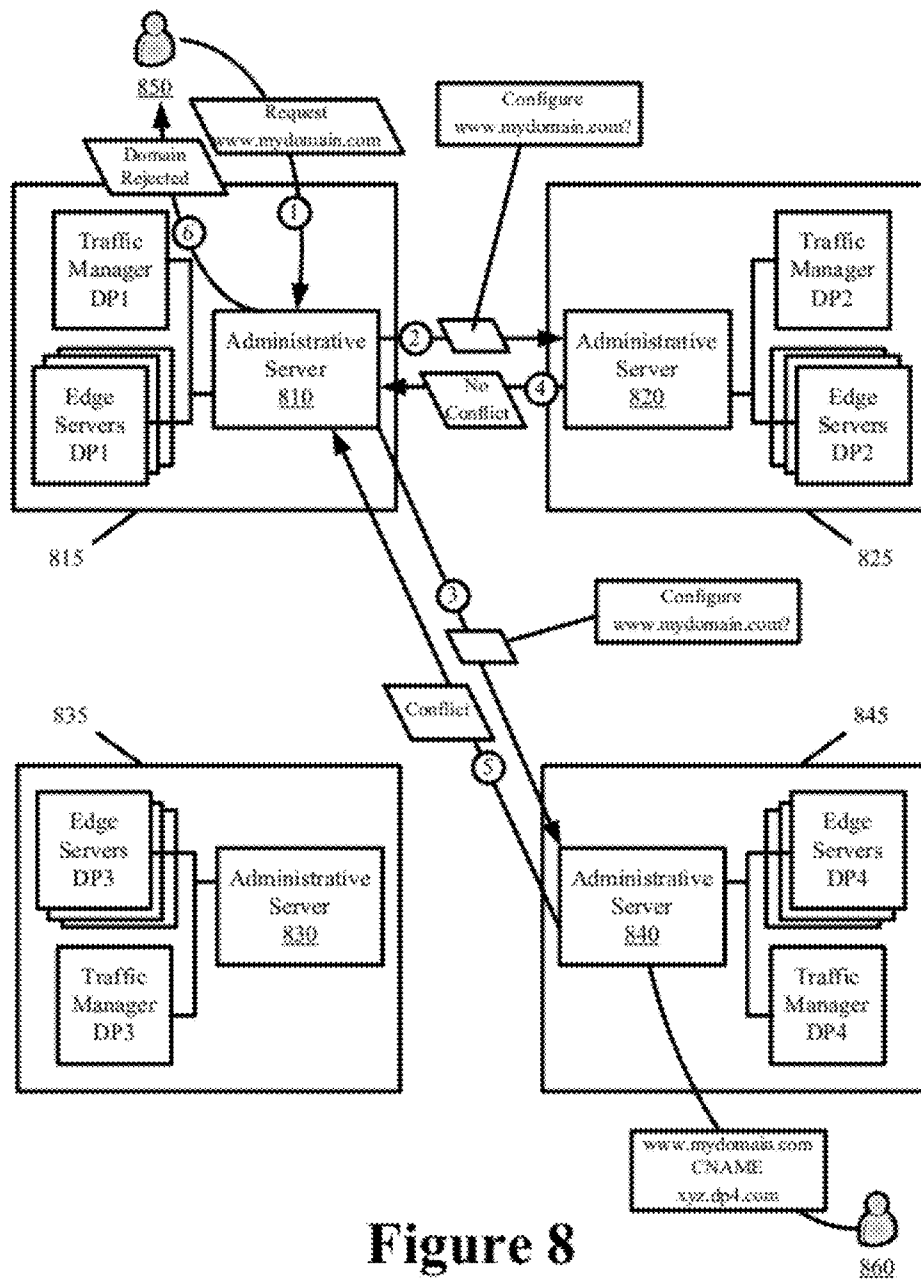 850
Request
www.mydomain.com
Configure
www.mydomain.com?
Domain
Rejected
1
6
Traffic
Manager
DP1
Edge
Servers
DP1
Administrative
Server
810
2
No
Conflict
4
Administrative
Server
820
Traffic
Manager
DP2
Edge
Servers
DP2
815
825
3
Configure
www.mydomain.com?
Conflict
5
835
845
Edge
Servers
DP3
Traffic
Manager
DP3
Administrative
Server
830
Administrative
Server
840
Edge
Servers
DP4
Traffic
Manager
DP4
www.mydomain.com
CNAME
xyz.dp4.com
860
Figure 8